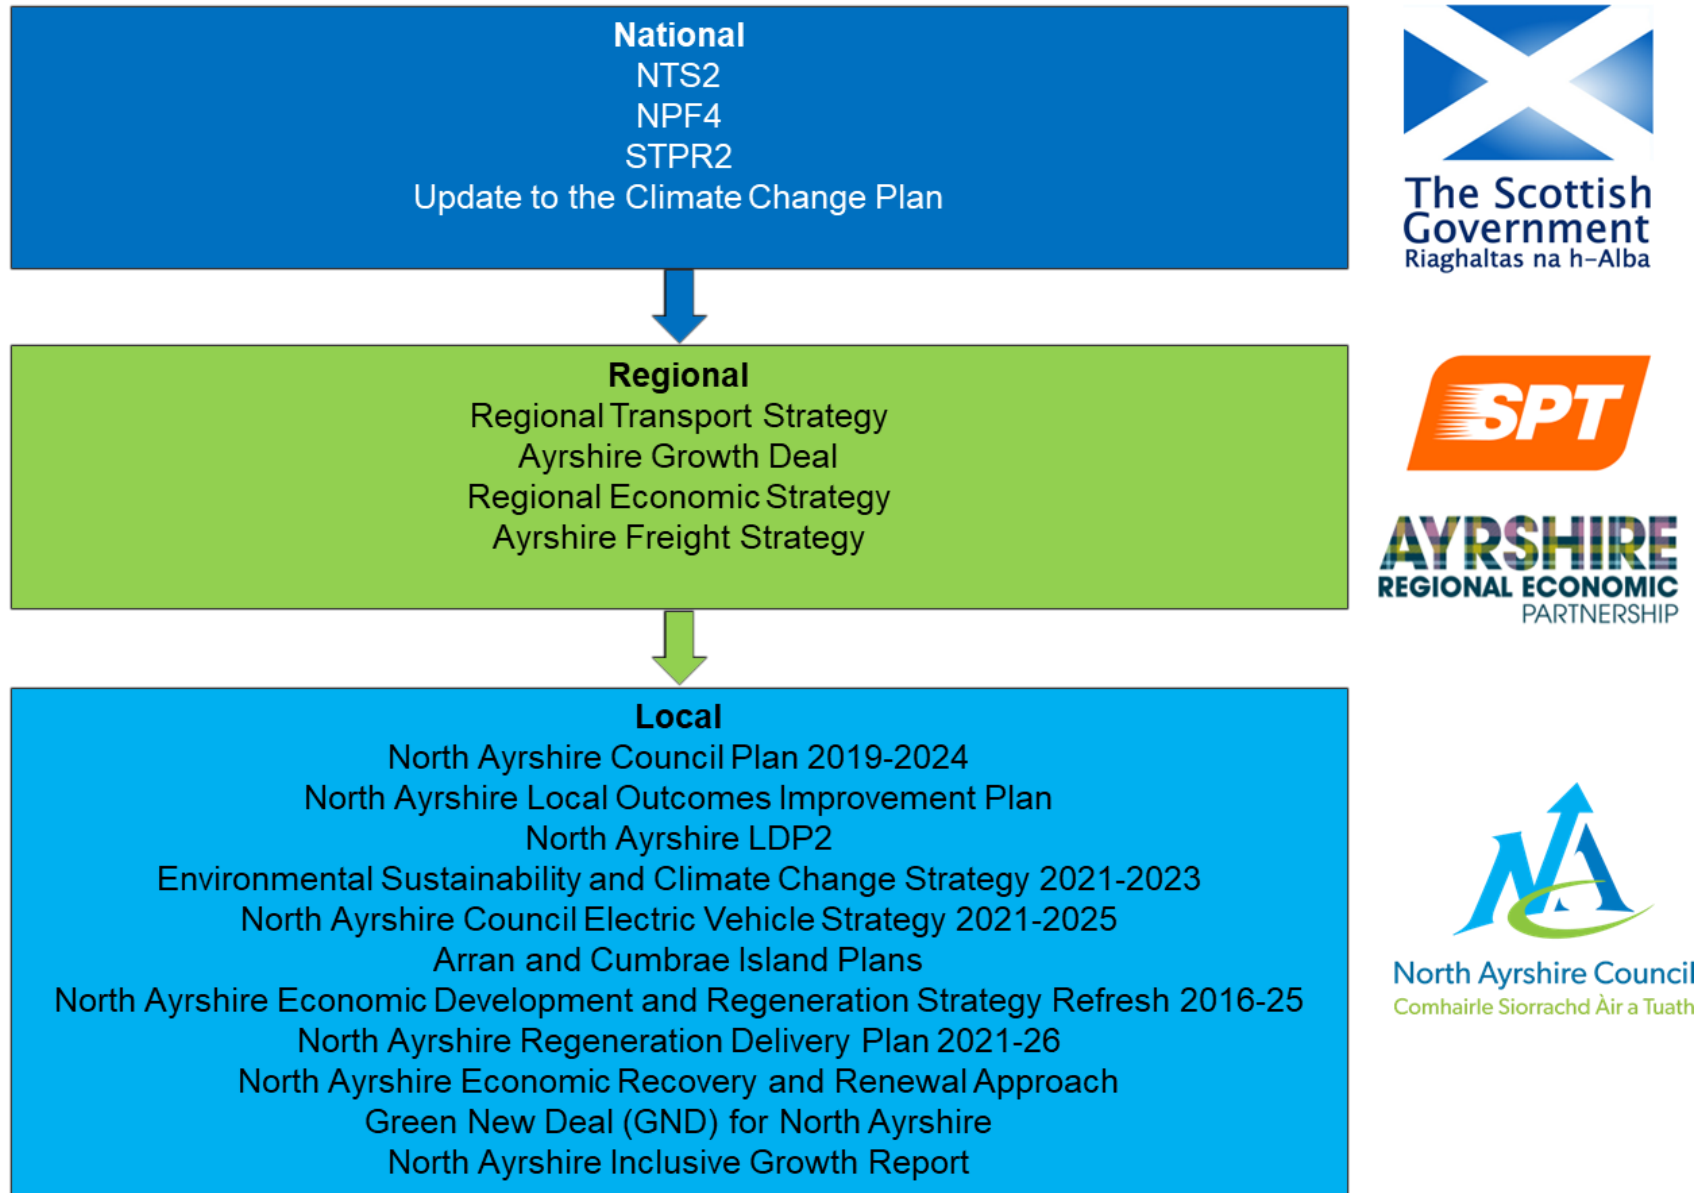 National
NTS2
NPF4
STPR2
Update to the Climate Change Plan
The Scottish
Government
Riaghaltas na h-Alba
Regional
Regional Transport Strategy
Ayrshire Growth Deal
Regional Economic Strategy
Ayrshire Freight Strategy
SPT
AYRSHIRE
REGIONAL ECONOMIC
PARTNERSHIP
Local
North Ayrshire Council Plan 2019-2024
North Ayrshire Local Outcomes Improvement Plan
North Ayrshire LDP2
Environmental Sustainability and Climate Change Strategy 2021-2023
North Ayrshire Council Electric Vehicle Strategy 2021-2025
Arran and Cumbrae Island Plans
North Ayrshire Economic Development and Regeneration Strategy Refresh 2016-25
North Ayrshire Regeneration Delivery Plan 2021-26
North Ayrshire Economic Recovery and Renewal Approach
Green New Deal (GND) for North Ayrshire
North Ayrshire Inclusive Growth Report
NA
North Ayrshire Council
Comhairle Siorrachd Àir a Tuath